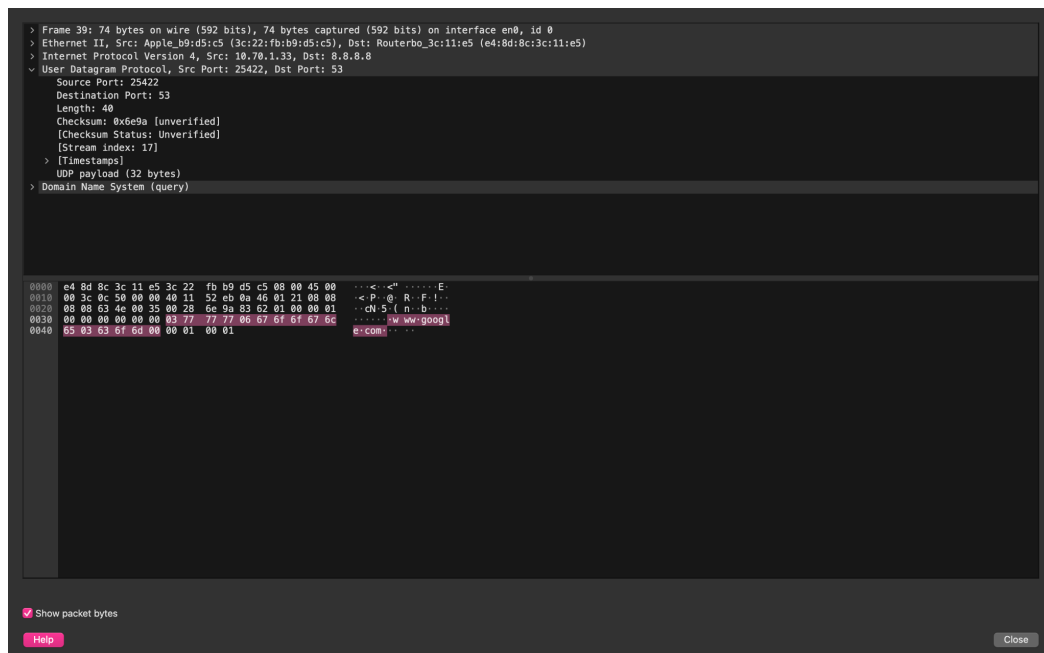 > Frame 39: 74 bytes on wire (592 bits), 74 bytes captured (592 bits) on interface en0, id 0
> Ethernet II, Src: Apple_b9:d5:c5 (3c:22:fb:b9:d5:c5), Dst: Routerbo_3c:11:e5 (e4:8d:8c:3c:11:e5)
> Internet Protocol Version 4, Src: 10.70.1.33, Dst: 8.8.8.8
User Datagram Protocol, Src Port: 25422, Dst Port: 53
Source Port: 25422
Destination Port: 53
Length: 40
Checksum: 0x6e9a [unverified]
[Checksum Status: Unverified]
[Stream index: 17]
> [Timestamps]
UDP payload (32 bytes)
> Domain Name System (query)
0000 e4 8d 8c 3c 11 e5 3c 22 fb b9 d5 c5 08 00 45 00 ···<··<" ······E·
0010 00 3c 0c 50 00 00 40 11 52 eb 0a 46 01 21 08 08 ·<·P··@· R··F·!··
0020 08 08 63 4e 00 35 00 28 6e 9a 83 62 01 00 00 01 ··cN·5·( n··b····
0030 00 00 00 00 00 00 03 77 77 77 06 67 6f 6f 67 6c ·······w ww·googl
0040 65 03 63 6f 6d 00 00 01 00 01 e·com··· ··
Show packet bytes
Help
Close